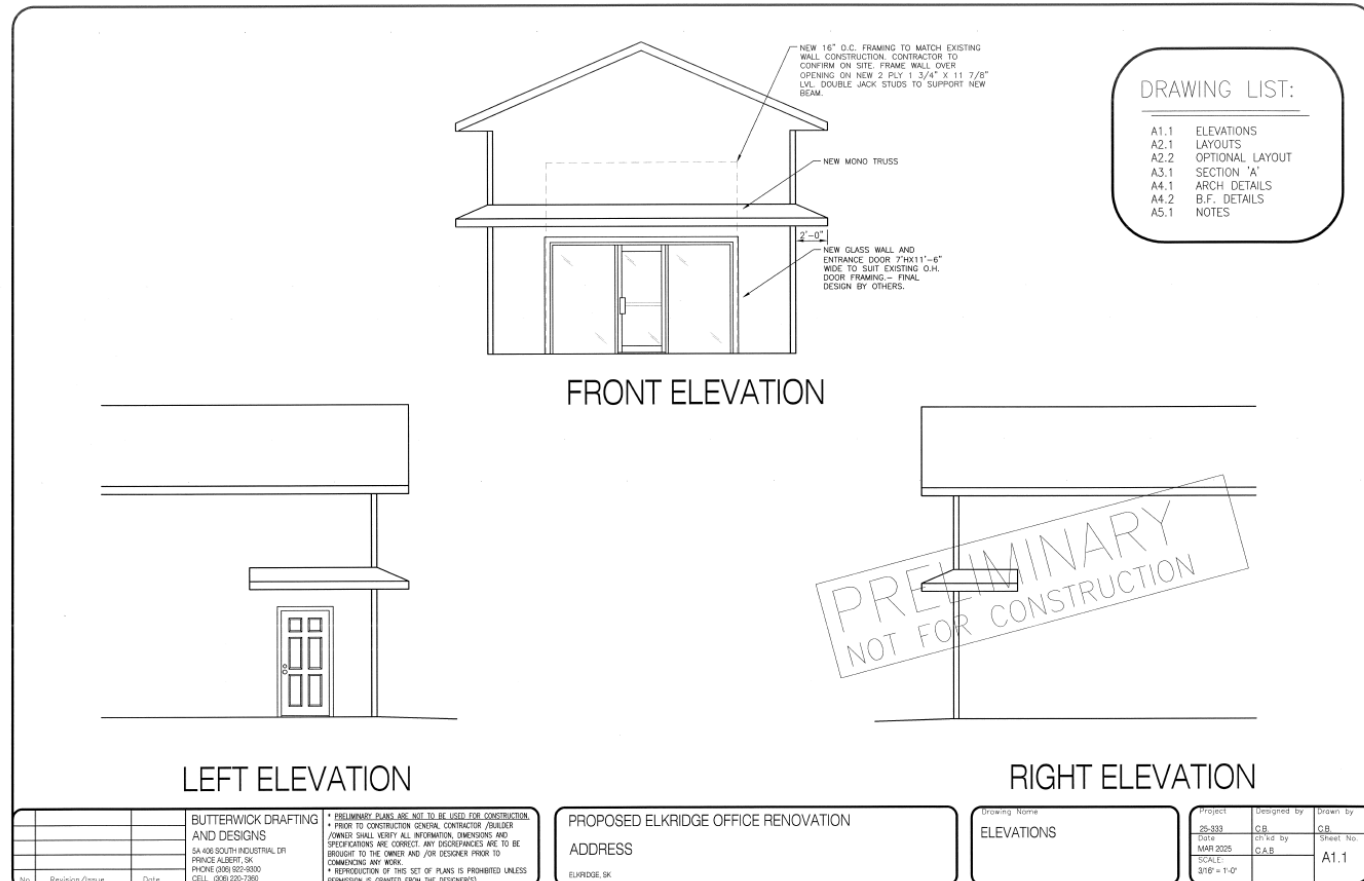 NEW 16" O.C. FRAMING TO MATCH EXISTING
WALL CONSTRUCTION. CONTRACTOR TO
CONFIRM ON SITE. FRAME WALL OVER
OPENING ON NEW 2 PLY 1 3/4" X 11 7/8"
LVL. DOUBLE JACK STUDS TO SUPPORT NEW
BEAM.
NEW MONO TRUSS
2'-0"
NEW GLASS WALL AND
ENTRANCE DOOR 7'HX11'-6"
WIDE TO SUIT EXISTING O.H.
DOOR FRAMING.- FINAL
DESIGN BY OTHERS.
DRAWING LIST:
A1.1 ELEVATIONS
A2.1 LAYOUTS
A2.2 OPTIONAL LAYOUT
A3.1 SECTION 'A'
A4.1 ARCH DETAILS
A4.2 B.F. DETAILS
A5.1 NOTES
FRONT ELEVATION
PRELIMINARY
NOT FOR CONSTRUCTION
LEFT ELEVATION
RIGHT ELEVATION
No. Revision/Issue Date
BUTTERWICK DRAFTING
AND DESIGNS
5A 406 SOUTH INDUSTRIAL DR
PRINCE ALBERT, SK
PHONE (306) 922-9300
CELL (306) 220-7360
* PRELIMINARY PLANS ARE NOT TO BE USED FOR CONSTRUCTION.
* PRIOR TO CONSTRUCTION GENERAL CONTRACTOR /BUILDER
/OWNER SHALL VERIFY ALL INFORMATION, DIMENSIONS AND
SPECIFICATIONS ARE CORRECT. ANY DISCREPANCIES ARE TO BE
BROUGHT TO THE OWNER AND /OR DESIGNER PRIOR TO
COMMENCING ANY WORK.
* REPRODUCTION OF THIS SET OF PLANS IS PROHIBITED UNLESS
PERMISSION IS GRANTED FROM THE DESIGNER(S).
PROPOSED ELKRIDGE OFFICE RENOVATION
ADDRESS
ELKRIDGE, SK
Drawing Name
ELEVATIONS
Project Designed by Drawn by
25-333 C.B. C.B.
Date ch'kd by Sheet No.
MAR 2025 C.A.B A1.1
SCALE:
3/16" = 1'-0"